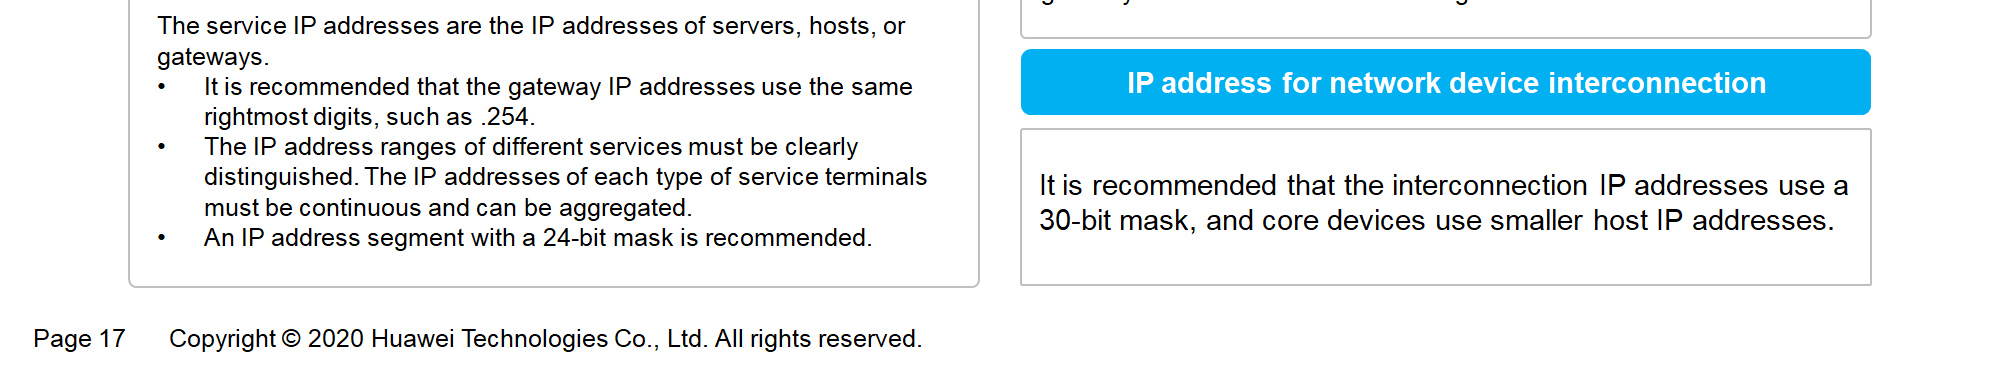 The service IP addresses are the IP addresses of servers, hosts, or
gateways.
• It is recommended that the gateway IP addresses use the same
rightmost digits, such as .254.
• The IP address ranges of different services must be clearly
distinguished. The IP addresses of each type of service terminals
must be continuous and can be aggregated.
• An IP address segment with a 24-bit mask is recommended.
IP address for network device interconnection
It is recommended that the interconnection IP addresses use a
30-bit mask, and core devices use smaller host IP addresses.
Page 17 Copyright © 2020 Huawei Technologies Co., Ltd. All rights reserved.